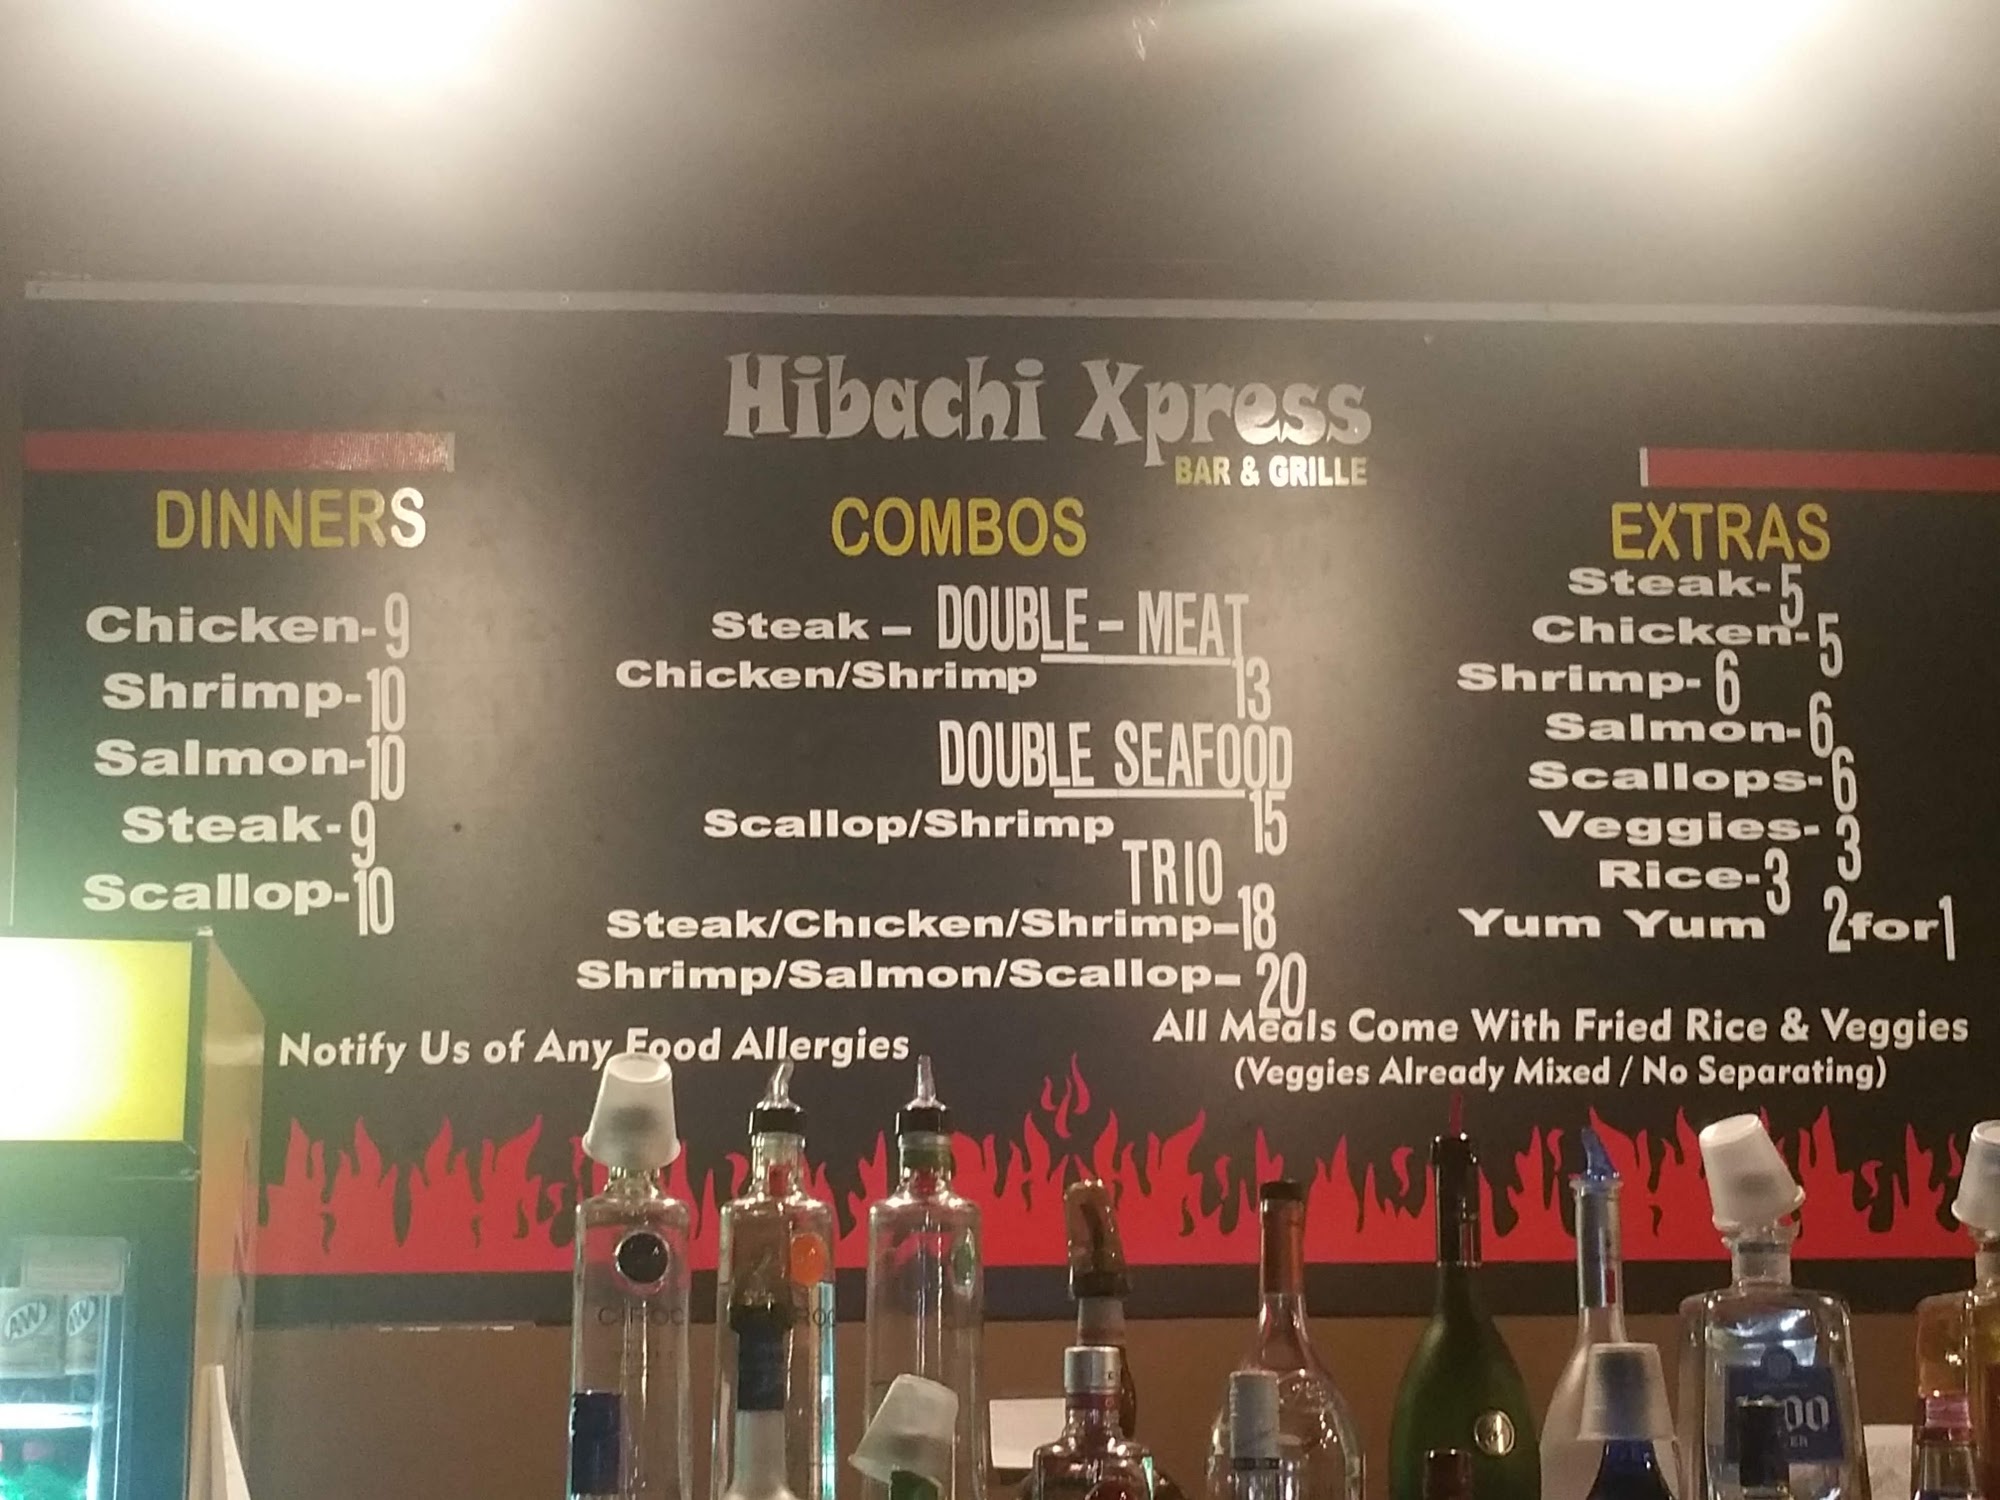 Hibachi Xpress
BAR & GRILLE
DINNERS
Chicken-9
Shrimp-10
Salmon-10
Steak-9
Scallop-10
COMBOS
Steak – DOUBLE – MEAT
Chicken/Shrimp 13
DOUBLE SEAFOOD
Scallop/Shrimp 15
TRIO
Steak/Chicken/Shrimp–18
Shrimp/Salmon/Scallop– 20
EXTRAS
Steak-5
Chicken-5
Shrimp-6
Salmon-6
Scallops-6
Veggies-3
Rice-3
Yum Yum 2for1
Notify Us of Any Food Allergies
All Meals Come With Fried Rice & Veggies
(Veggies Already Mixed / No Separating)
A&W
A&W
CIROC